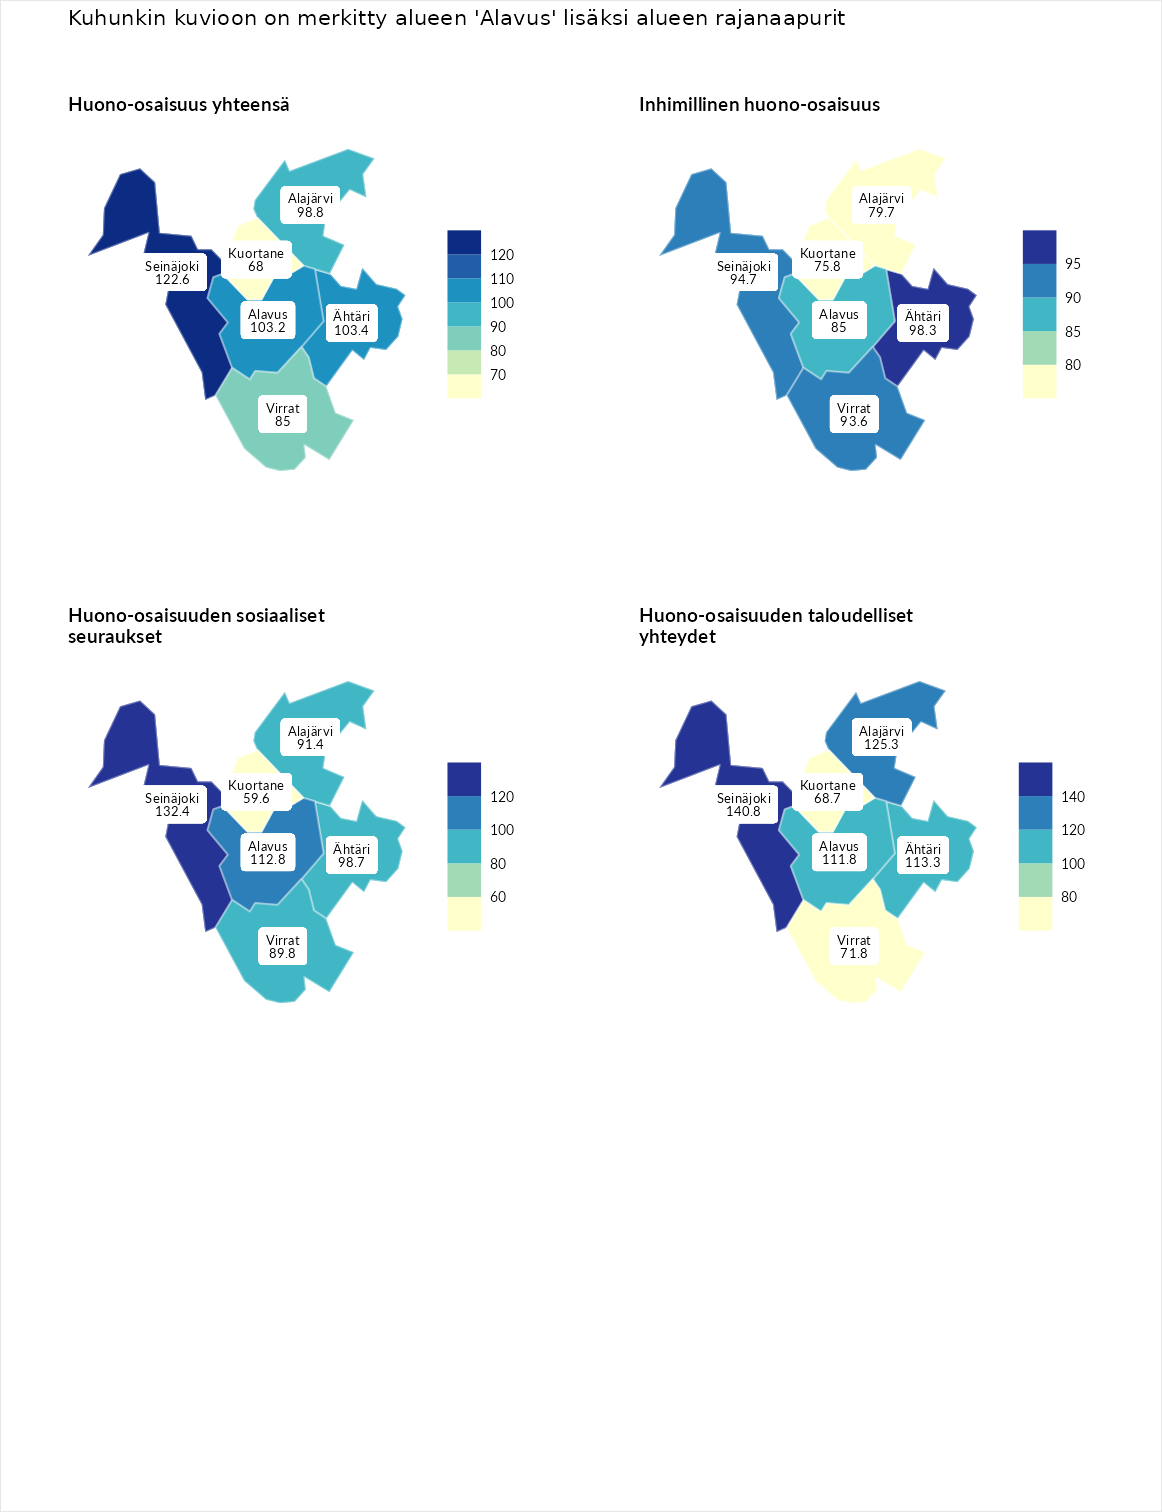 Kuhunkin kuvioon on merkitty alueen 'Alavus' lisäksi alueen rajanaapurit
Huono-osaisuus yhteensä
Alajärvi
98.8
Kuortane
68
Seinäjoki
122.6
Alavus
103.2
Ähtäri
103.4
Virrat
85
120
110
100
90
80
70
Inhimillinen huono-osaisuus
Alajärvi
79.7
Kuortane
75.8
Seinäjoki
94.7
Alavus
85
Ähtäri
98.3
Virrat
93.6
95
90
85
80
Huono-osaisuuden sosiaaliset
seuraukset
Alajärvi
91.4
Kuortane
59.6
Seinäjoki
132.4
Alavus
112.8
Ähtäri
98.7
Virrat
89.8
120
100
80
60
Huono-osaisuuden taloudelliset
yhteydet
Alajärvi
125.3
Kuortane
68.7
Seinäjoki
140.8
Alavus
111.8
Ähtäri
113.3
Virrat
71.8
140
120
100
80